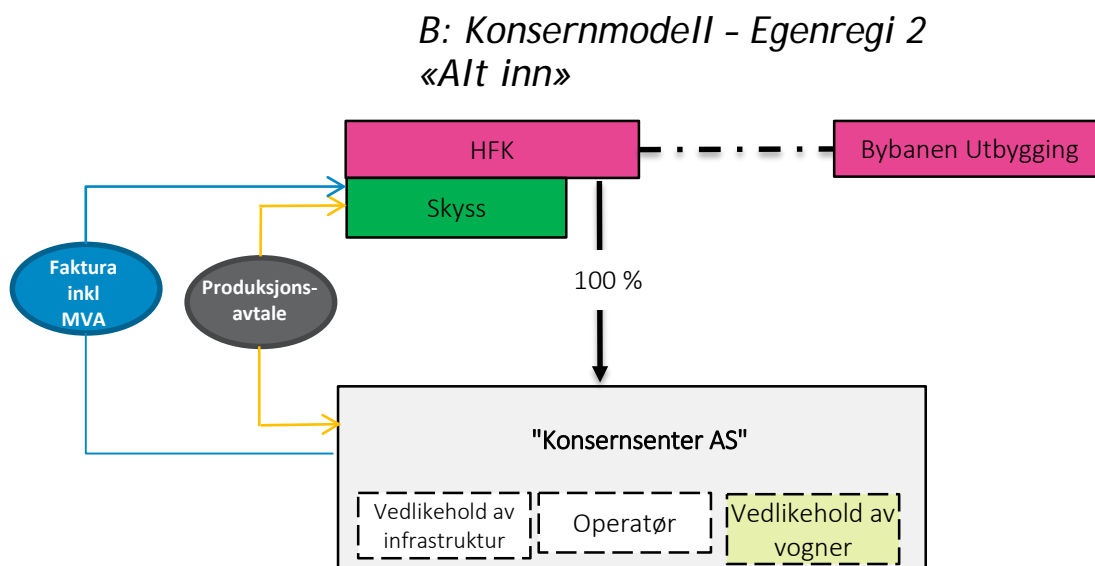 B: Konsernmodell – Egenregi 2
«Alt inn»
HFK
Bybanen Utbygging
Skyss
Faktura
inkl
MVA
Produksjons-
avtale
100 %
"Konsernsenter AS"
Vedlikehold av
infrastruktur
Operatør
Vedlikehold av
vogner